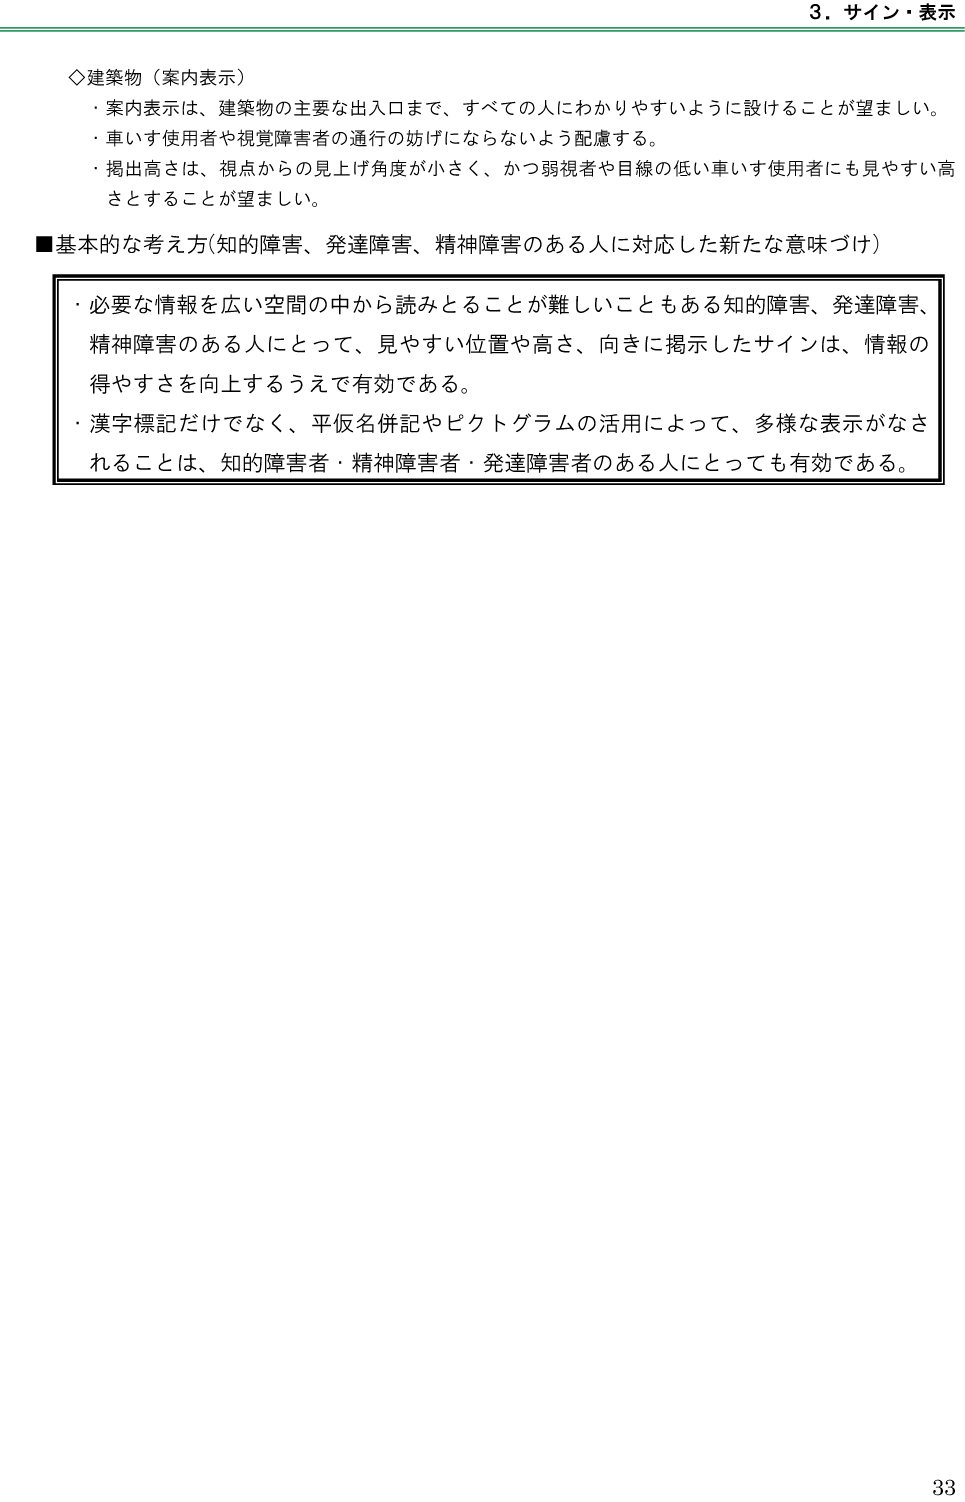 ３．サイン・表示
◇建築物（案内表示）
・案内表示は、建築物の主要な出入口まで、すべての人にわかりやすいように設けることが望ましい。
・車いす使用者や視覚障害者の通行の妨げにならないよう配慮する。
・掲出高さは、視点からの見上げ角度が小さく、かつ弱視者や目線の低い車いす使用者にも見やすい高
さとすることが望ましい。
■基本的な考え方(知的障害、発達障害、精神障害のある人に対応した新たな意味づけ)
・必要な情報を広い空間の中から読みとることが難しいこともある知的障害、発達障害、
精神障害のある人にとって、見やすい位置や高さ、向きに掲示したサインは、情報の
得やすさを向上するうえで有効である。
・漢字標記だけでなく、平仮名併記やピクトグラムの活用によって、多様な表示がなさ
れることは、知的障害者・精神障害者・発達障害者のある人にとっても有効である。
33